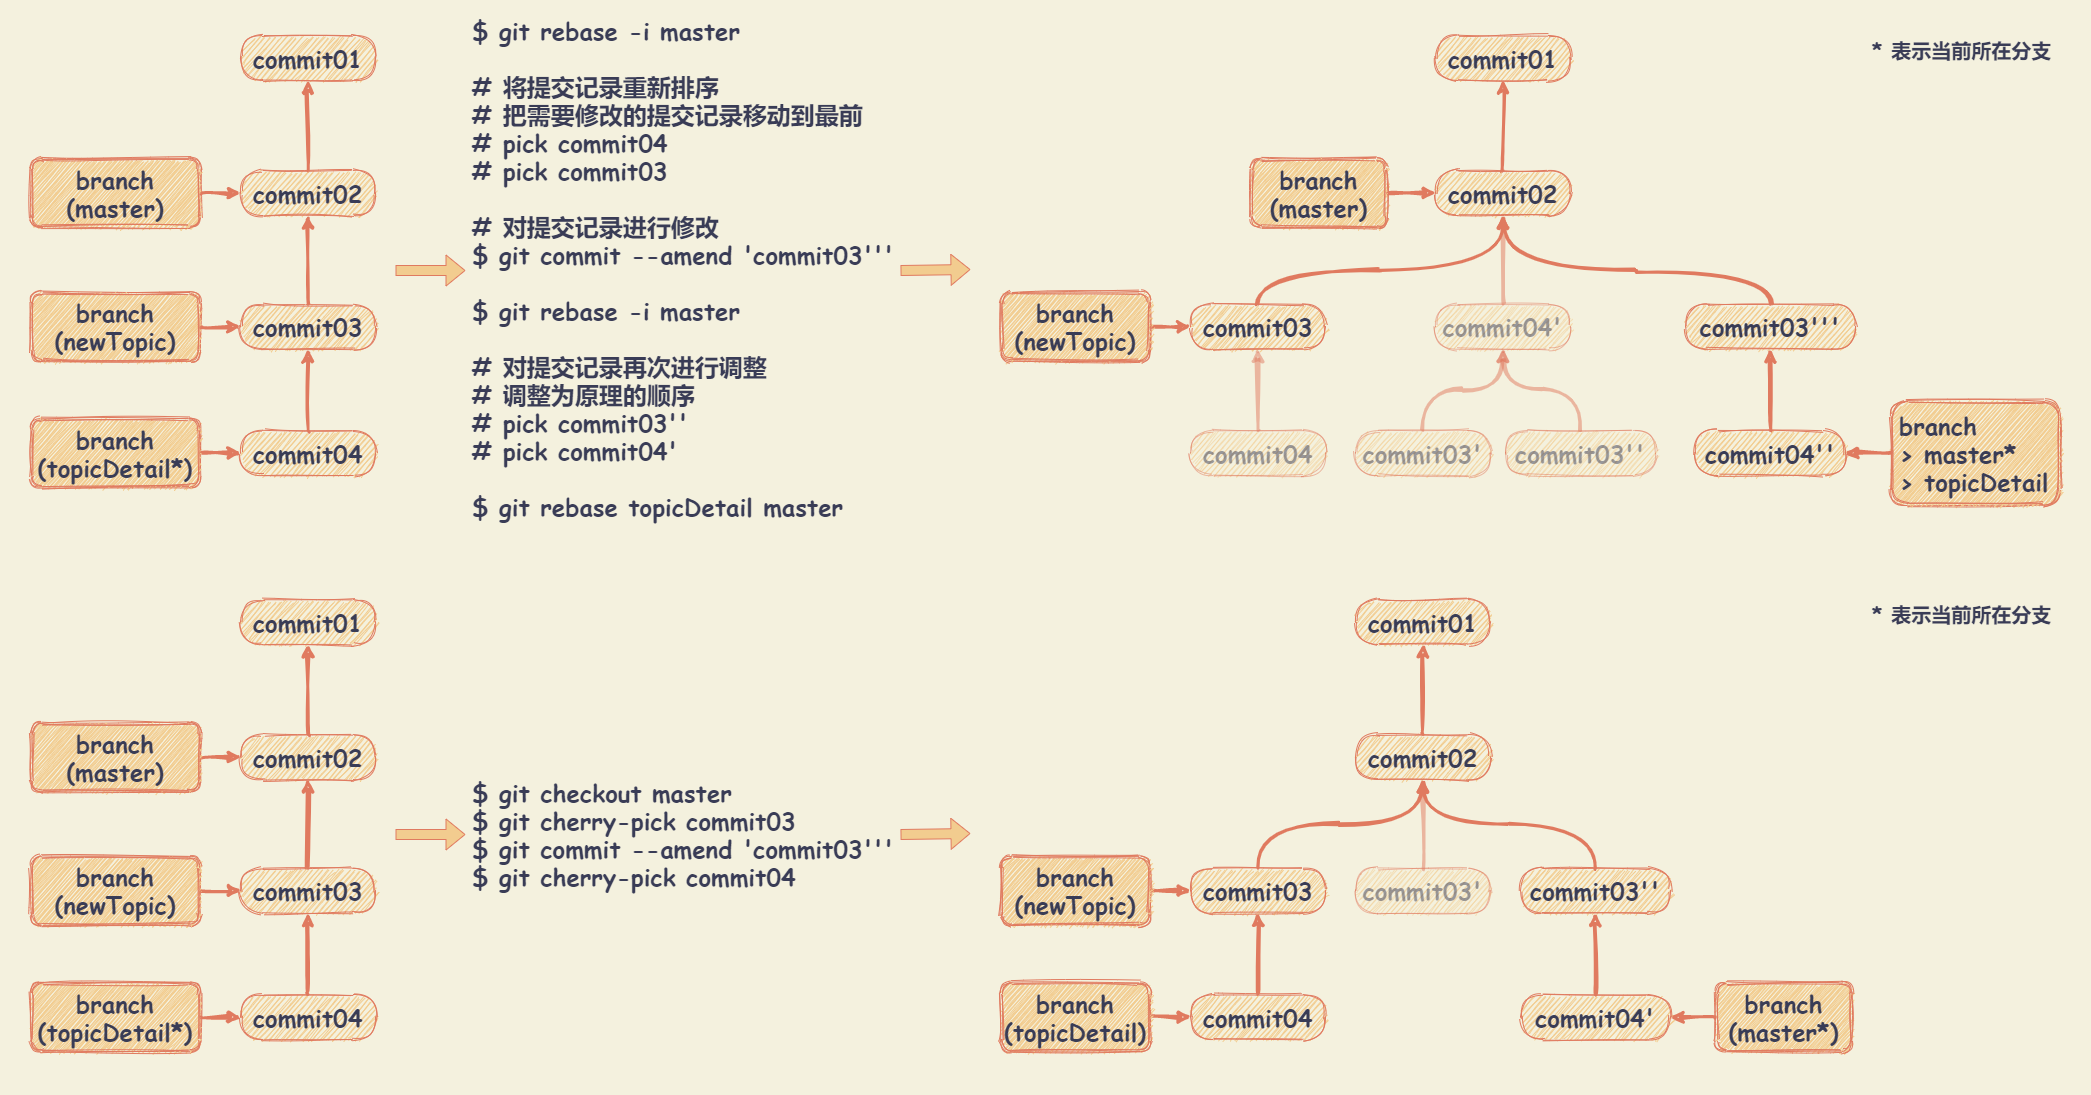 commit01
branch
(master)
commit02
branch
(newTopic)
commit03
branch
(topicDetail*)
commit04
$ git rebase -i master
# 将提交记录重新排序
# 把需要修改的提交记录移动到最前
# pick commit04
# pick commit03
# 对提交记录进行修改
$ git commit --amend 'commit03'''
$ git rebase -i master
# 对提交记录再次进行调整
# 调整为原理的顺序
# pick commit03''
# pick commit04'
$ git rebase topicDetail master
* 表示当前所在分支
commit01
branch
(master)
commit02
branch
(newTopic)
commit03
commit04'
commit03'''
commit04
commit03'
commit03''
commit04''
branch
> master*
> topicDetail
commit01
branch
(master)
commit02
branch
(newTopic)
commit03
branch
(topicDetail*)
commit04
$ git checkout master
$ git cherry-pick commit03
$ git commit --amend 'commit03'''
$ git cherry-pick commit04
* 表示当前所在分支
commit01
commit02
branch
(newTopic)
commit03
commit03'
commit03''
branch
(topicDetail)
commit04
commit04'
branch
(master*)